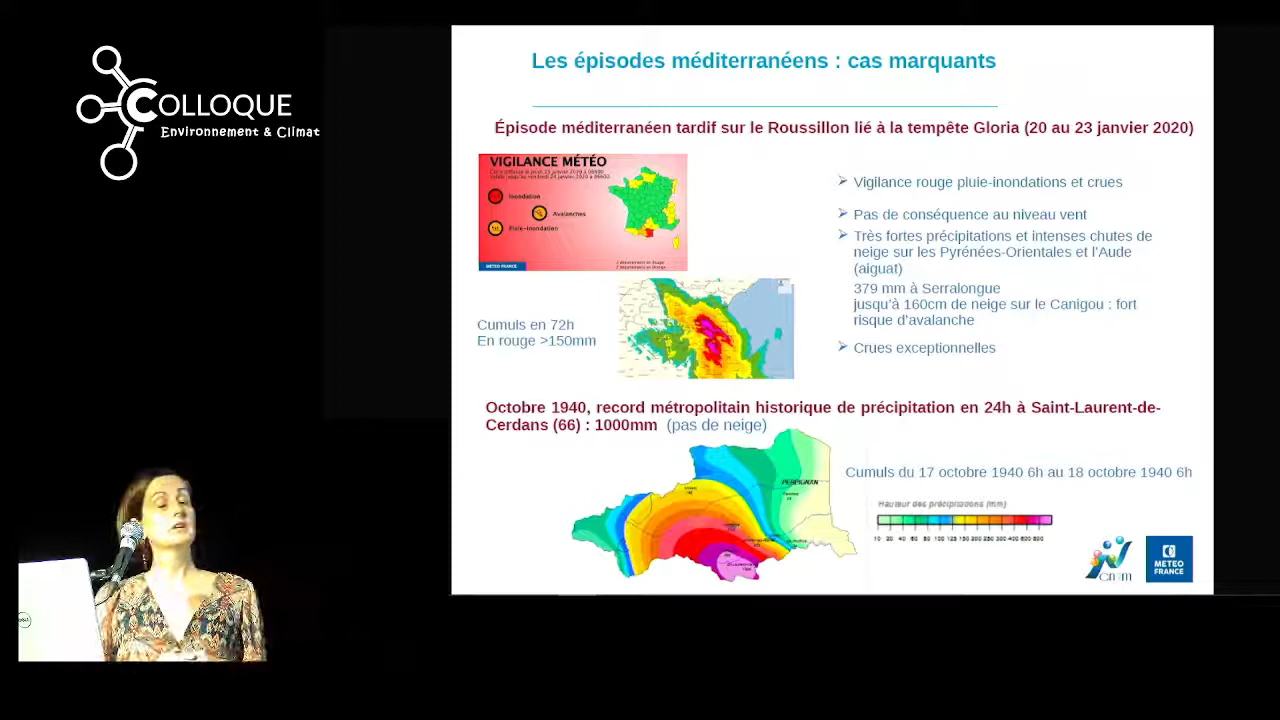 COLLOQUE
Environnement & Climat
Les épisodes méditerranéens : cas marquants
Épisode méditerranéen tardif sur le Roussillon lié à la tempête Gloria (20 au 23 janvier 2020)
VIGILANCE MÉTÉO
Inondation
Avalanches
Pluie-Inondation
METEO FRANCE
Cumuls en 72h
En rouge >150mm
Vigilance rouge pluie-inondations et crues
Pas de conséquence au niveau vent
Très fortes précipitations et intenses chutes de
neige sur les Pyrénées-Orientales et l'Aude
(aiguat)
379 mm à Serralongue
jusqu'à 160cm de neige sur le Canigou : fort
risque d'avalanche
Crues exceptionnelles
Octobre 1940, record métropolitain historique de précipitation en 24h à Saint-Laurent-de-
Cerdans (66) : 1000mm (pas de neige)
PERPIGNAN
Cumuls du 17 octobre 1940 6h au 18 octobre 1940 6h
Hauteur des précipitations (mm)
cnrm
METEO
FRANCE
DELL